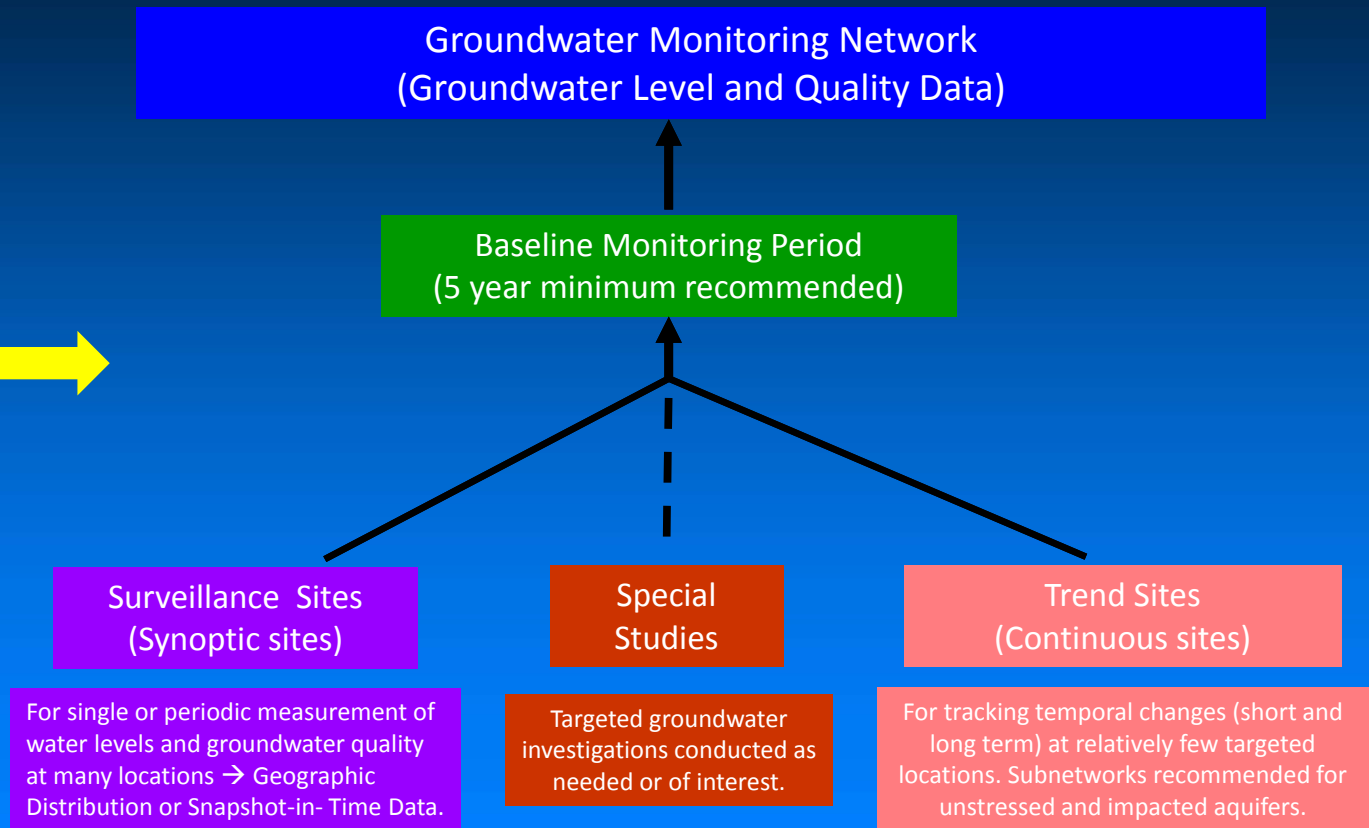 Groundwater Monitoring Network
(Groundwater Level and Quality Data)
Baseline Monitoring Period
(5 year minimum recommended)
Surveillance  Sites
(Synoptic sites)
For single or periodic measurement of
water levels and groundwater quality
at many locations → Geographic
Distribution or Snapshot-in- Time Data.
Special
Studies
Targeted groundwater
investigations conducted as
needed or of interest.
Trend Sites
(Continuous sites)
For tracking temporal changes (short and
long term) at relatively few targeted
locations. Subnetworks recommended for
unstressed and impacted aquifers.